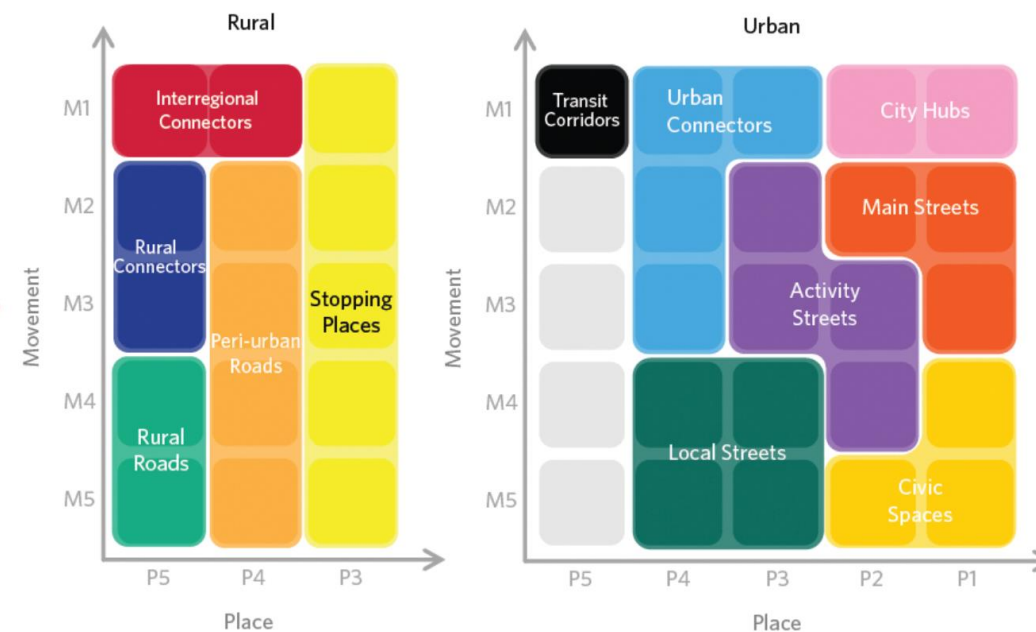 Rural
Movement
M1
M2
M3
M4
M5
Interregional
Connectors
Rural
Connectors
Peri-urban
Roads
Stopping
Places
Rural
Roads
P5
P4
P3
Place
Urban
Movement
M1
M2
M3
M4
M5
Transit
Corridors
Urban
Connectors
City Hubs
Main Streets
Activity
Streets
Local Streets
Civic
Spaces
P5
P4
P3
P2
P1
Place